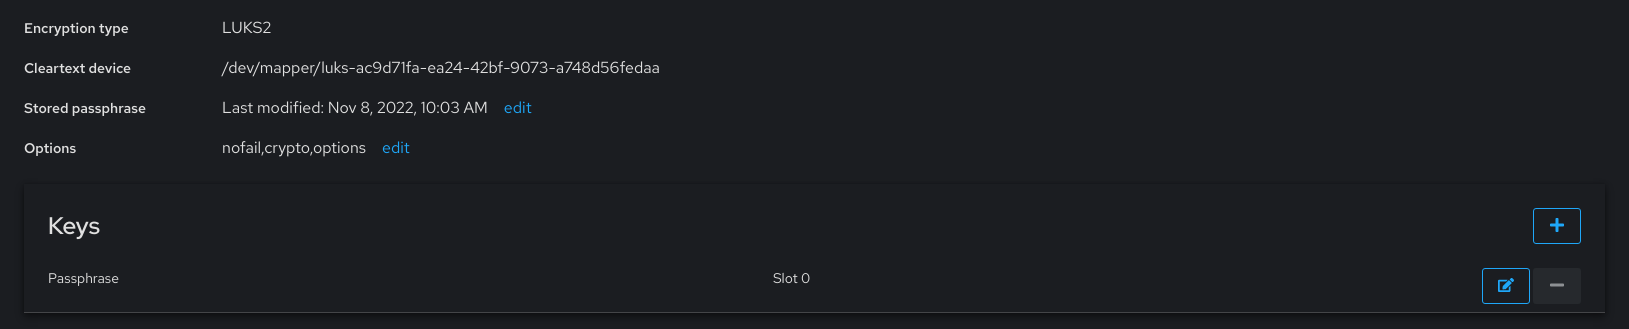 Encryption type LUKS2
Cleartext device /dev/mapper/luks-ac9d71fa-ea24-42bf-9073-a748d56fedaa
Stored passphrase Last modified: Nov 8, 2022, 10:03 AM edit
Options nofail,crypto,options edit
Keys
Passphrase Slot 0